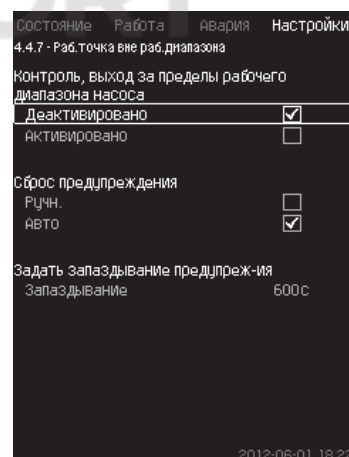 Состояние Работа Авария Настройки
4.4.7 - Раб.точка вне раб.диапазона
Контроль, выход за пределы рабочего
диапазона насоса
Деактивировано
Активировано
Сброс предупреждения
Ручн.
Авто
Задать запаздывание предупреж-ия
Запаздывание 600с
2012-06-01 18:22